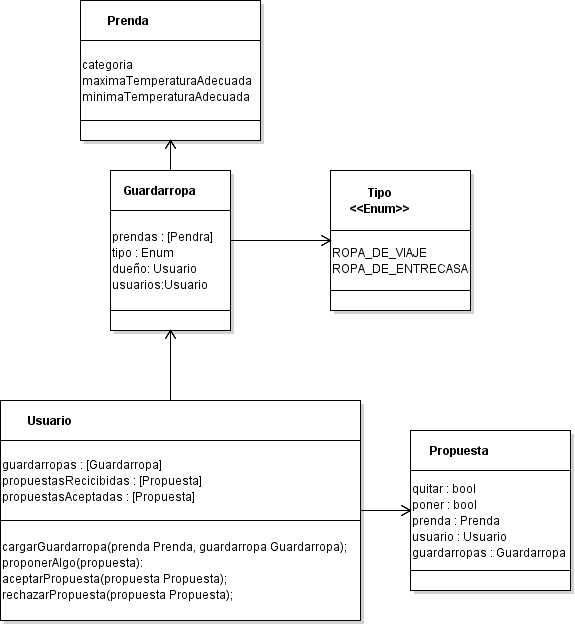 Prenda
categoria
maximaTemperaturaAdecuada
minimaTemperaturaAdecuada
Guardarropa
prendas : [Pendra]
tipo : Enum
dueño: Usuario
usuarios:Usuario
Tipo
<<Enum>>
ROPA_DE_VIAJE
ROPA_DE_ENTRECASA
Usuario
guardarropas : [Guardarropa]
propuestasRecicibidas : [Propuesta]
propuestasAceptadas : [Propuesta]
cargarGuardarropa(prenda Prenda, guardarropa Guardarropa);
proponerAlgo(propuesta):
aceptarPropuesta(propuesta Propuesta);
rechazarPropuesta(propuesta Propuesta);
Propuesta
quitar : bool
poner : bool
prenda : Prenda
usuario : Usuario
guardarropas : Guardarropa